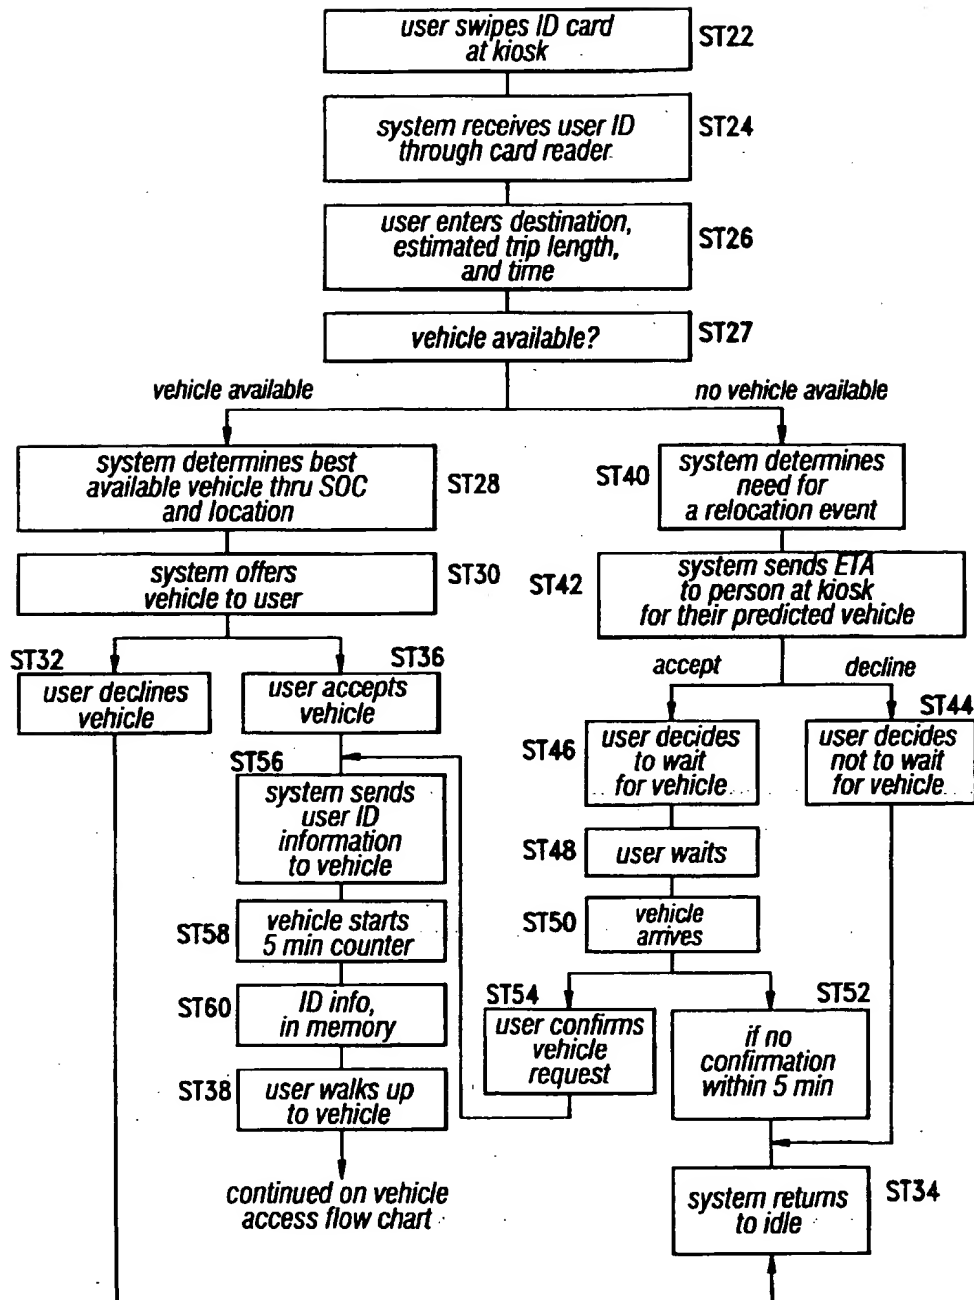 user swipes ID card
at kiosk
ST22
system receives user ID
through card reader
ST24
user enters destination,
estimated trip length,
and time
ST26
vehicle available?
ST27
vehicle available
no vehicle available
system determines best
available vehicle thru SOC
and location
ST28
ST40
system determines
need for
a relocation event
system offers
vehicle to user
ST30
ST42
system sends ETA
to person at kiosk
for their predicted vehicle
ST32
user declines
vehicle
ST36
user accepts
vehicle
accept
decline
ST46
user decides
to wait
for vehicle
ST44
user decides
not to wait
for vehicle
ST56
system sends
user ID
information
to vehicle
ST48
user waits
ST58
vehicle starts
5 min counter
ST50
vehicle
arrives
ST60
ID info,
in memory
ST54
user confirms
vehicle
request
ST52
if no
confirmation
within 5 min
ST38
user walks up
to vehicle
continued on vehicle
access flow chart
system returns
to idle
ST34